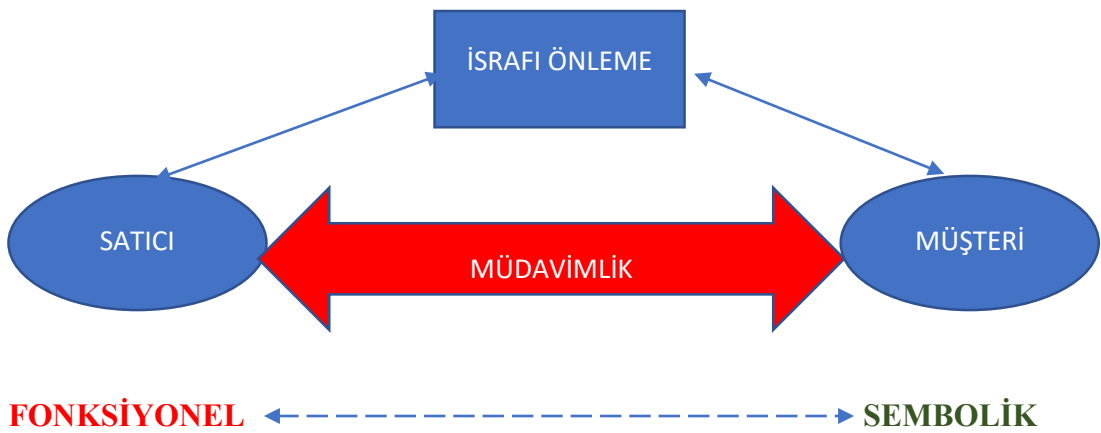 İSRAFI ÖNLEME
SATICI
MÜŞTERİ
MÜDAVİMLİK
FONKSİYONEL
SEMBOLİK